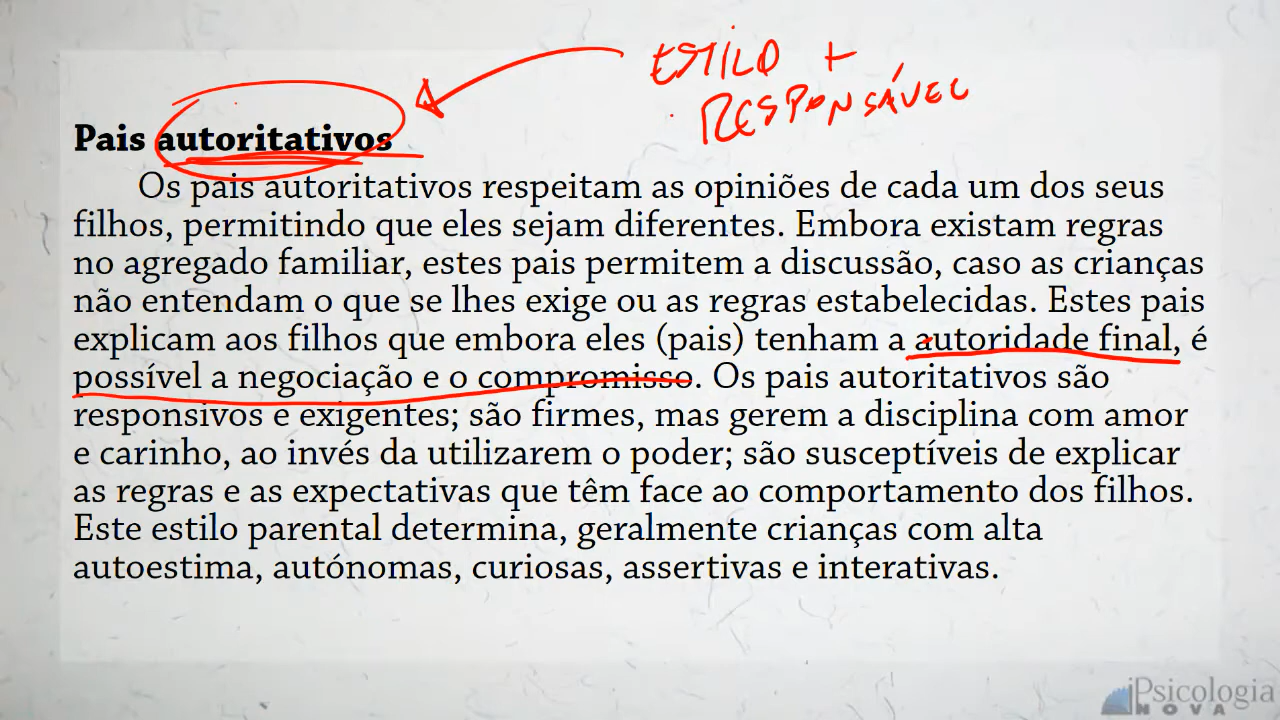 ESTILO +
RESPONSÁVEL
Pais autoritativos
Os pais autoritativos respeitam as opiniões de cada um dos seus
filhos, permitindo que eles sejam diferentes. Embora existam regras
no agregado familiar, estes pais permitem a discussão, caso as crianças
não entendam o que se lhes exige ou as regras estabelecidas. Estes pais
explicam aos filhos que embora eles (pais) tenham a autoridade final, é
possível a negociação e o compromisso. Os pais autoritativos são
responsivos e exigentes; são firmes, mas gerem a disciplina com amor
e carinho, ao invés da utilizarem o poder; são susceptíveis de explicar
as regras e as expectativas que têm face ao comportamento dos filhos.
Este estilo parental determina, geralmente crianças com alta
autoestima, autónomas, curiosas, assertivas e interativas.
Psicologia
NOVA